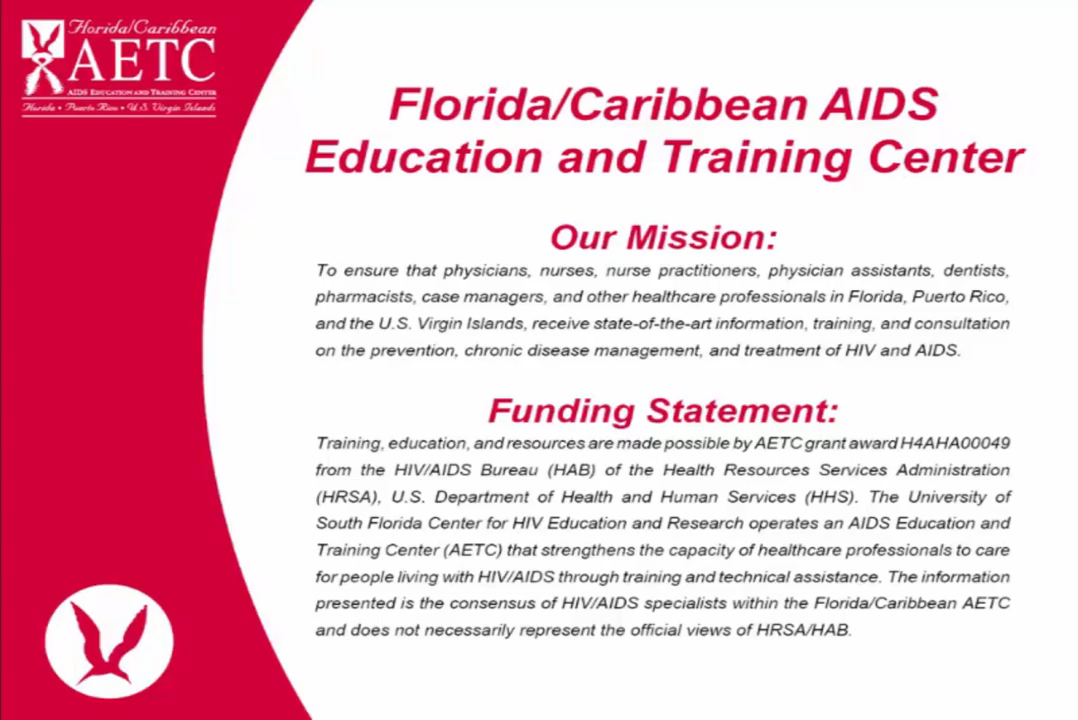 Florida/Caribbean
AETC
AIDS EDUCATION AND TRAINING CENTER
Florida • Puerto Rico • U.S. Virgin Islands
Florida/Caribbean AIDS
Education and Training Center
Our Mission:
To ensure that physicians, nurses, nurse practitioners, physician assistants, dentists,
pharmacists, case managers, and other healthcare professionals in Florida, Puerto Rico,
and the U.S. Virgin Islands, receive state-of-the-art information, training, and consultation
on the prevention, chronic disease management, and treatment of HIV and AIDS.
Funding Statement:
Training, education, and resources are made possible by AETC grant award H4AHA00049
from the HIV/AIDS Bureau (HAB) of the Health Resources Services Administration
(HRSA), U.S. Department of Health and Human Services (HHS). The University of
South Florida Center for HIV Education and Research operates an AIDS Education and
Training Center (AETC) that strengthens the capacity of healthcare professionals to care
for people living with HIV/AIDS through training and technical assistance. The information
presented is the consensus of HIV/AIDS specialists within the Florida/Caribbean AETC
and does not necessarily represent the official views of HRSA/HAB.